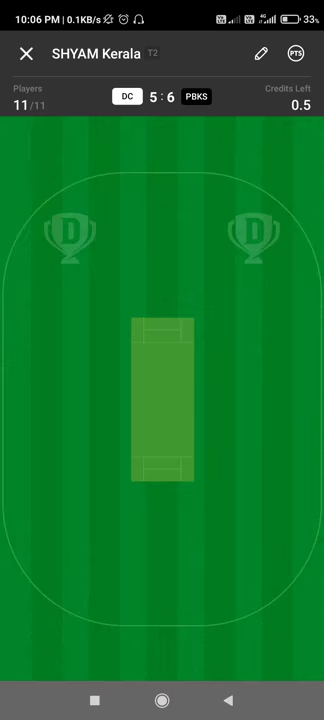 10:06 PM | 0.1KB/s
33%
SHYAM Kerala T2
PTS
Players
Credits Left
11/11
DC 5 : 6 PBKS
0.5
D
D